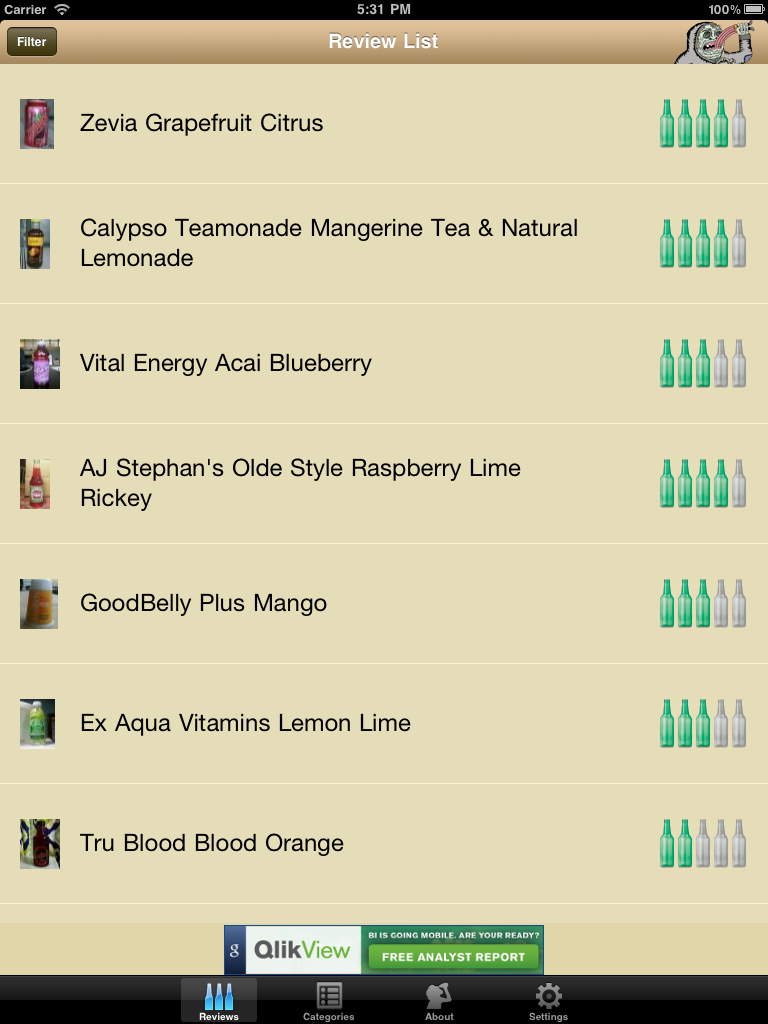 Carrier 5:31 PM 100%
Filter Review List
Zevia Grapefruit Citrus
Calypso Teamonade Mangerine Tea & Natural
Lemonade
Vital Energy Acai Blueberry
AJ Stephan's Olde Style Raspberry Lime
Rickey
GoodBelly Plus Mango
Ex Aqua Vitamins Lemon Lime
Tru Blood Blood Orange
g QlikView BI IS GOING MOBILE. ARE YOUR READY?
FREE ANALYST REPORT
Reviews Categories About Settings